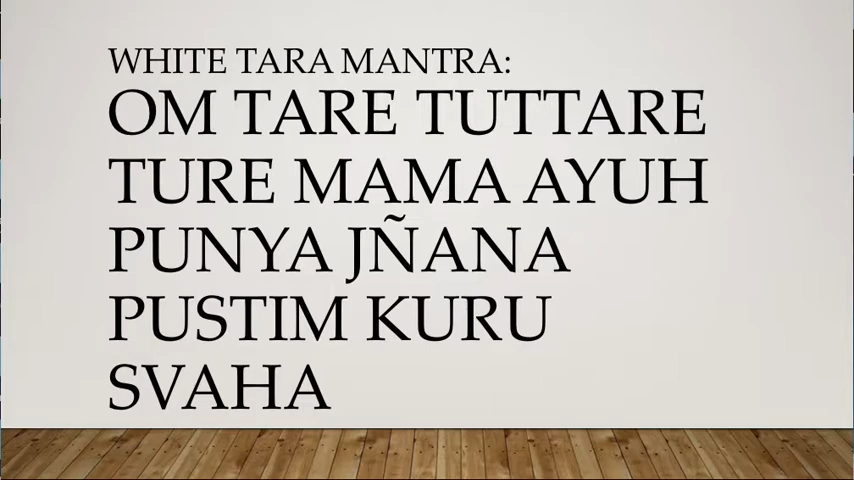 WHITE TARA MANTRA:
OM TARE TUTTARE
TURE MAMA AYUH
PUNYA JÑANA
PUSTIM KURU
SVAHA